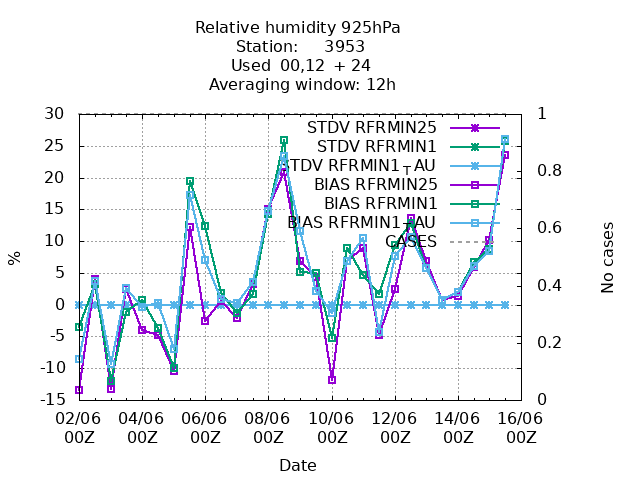 Relative humidity 925hPa
Station: 3953
Used 00,12 + 24
Averaging window: 12h
30 1
STDV RFRMIN25
25 STDV RFRMIN1
STDV RFRMIN1TAU
20 0.8
BIAS RFRMIN25
15 BIAS RFRMIN1
BIAS RFRMIN1TAU
0.6
10 CASES
%
No cases
5
0.4
0
-5
0.2
-10
-15 0
02/06 04/06 06/06 08/06 10/06 12/06 14/06 16/06
00Z 00Z 00Z 00Z 00Z 00Z 00Z 00Z
Date